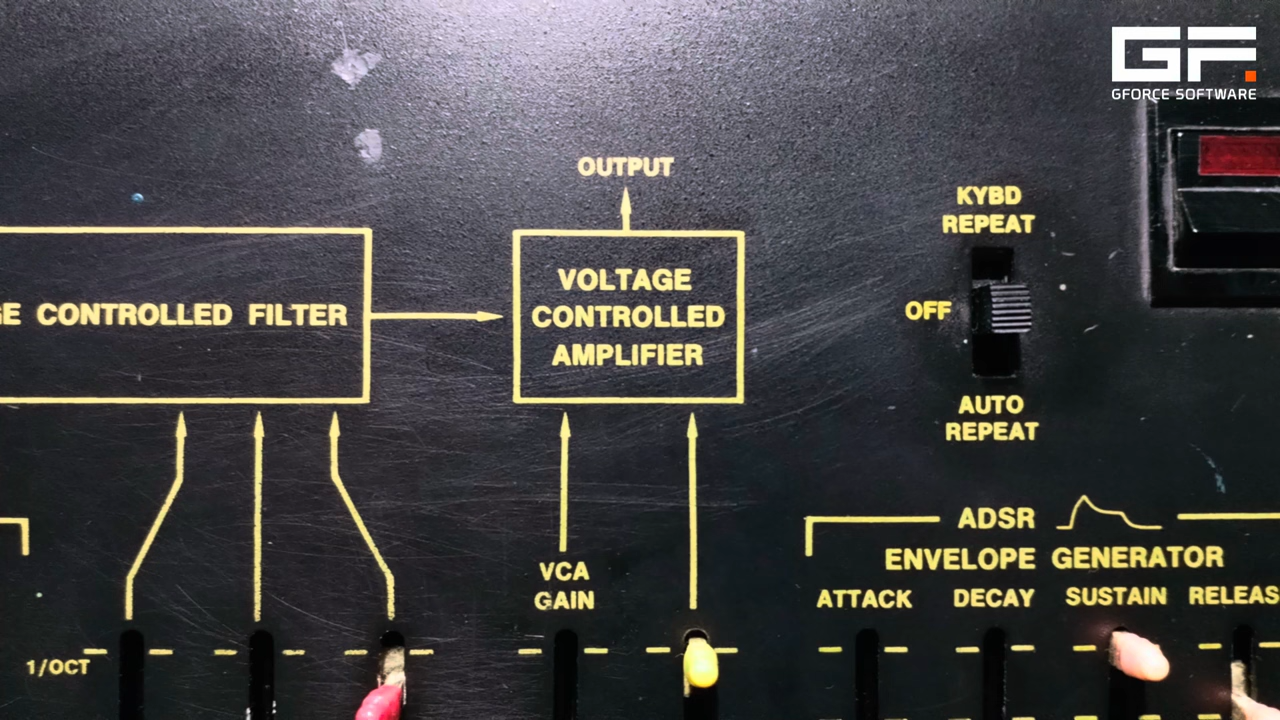 GF.
GFORCE SOFTWARE
OUTPUT
KYBD
REPEAT
VOLTAGE
CONTROLLED
AMPLIFIER
CONTROLLED FILTER
OFF
AUTO
REPEAT
ADSR
ENVELOPE GENERATOR
VCA
GAIN
ATTACK DECAY SUSTAIN
1/OCT